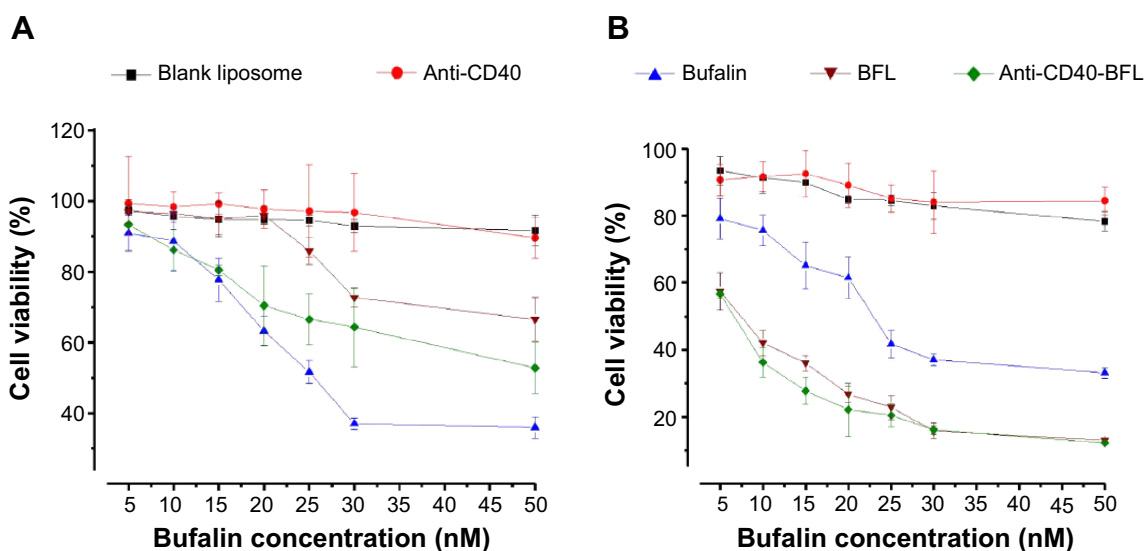 A
B
Blank liposome
Anti-CD40
Bufalin
BFL
Anti-CD40-BFL
Cell viability (%)
120
100
80
60
40
5 10 15 20 25 30 35 40 45 50
Bufalin concentration (nM)
Cell viability (%)
100
80
60
40
20
5 10 15 20 25 30 35 40 45 50
Bufalin concentration (nM)